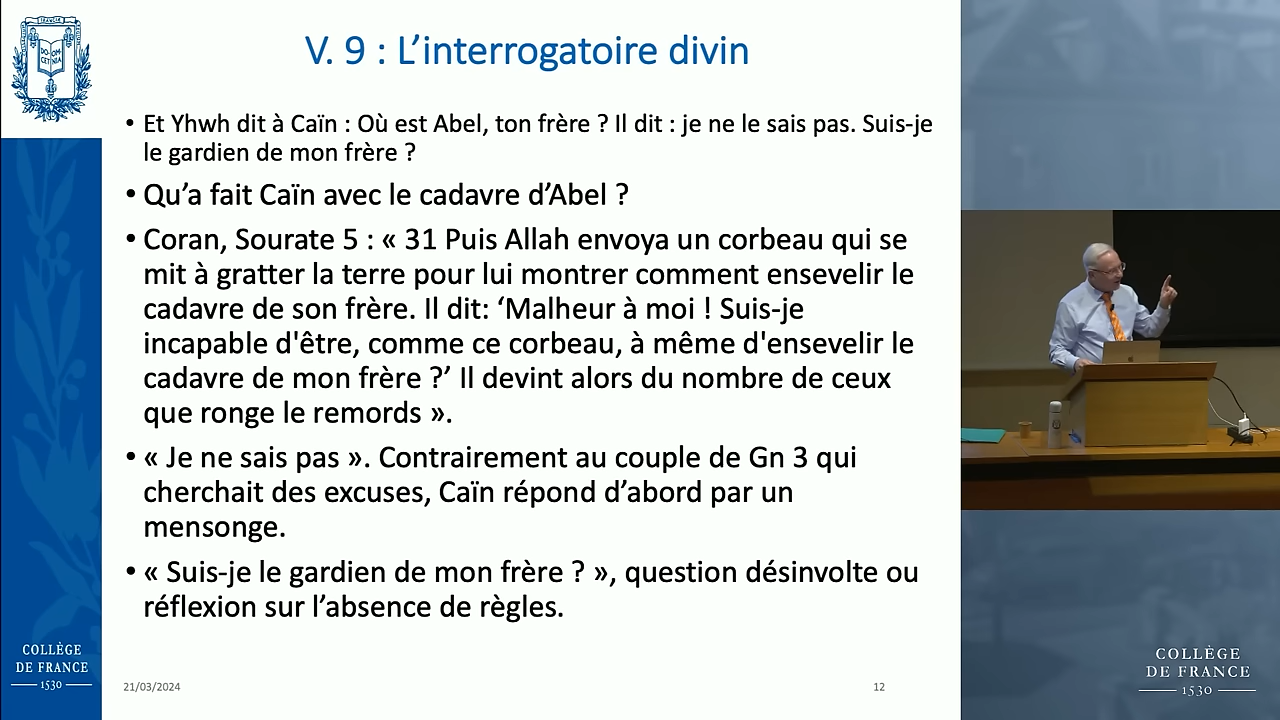 V. 9 : L’interrogatoire divin
• Et Yhwh dit à Caïn : Où est Abel, ton frère ? Il dit : je ne le sais pas. Suis-je
le gardien de mon frère ?
• Qu’a fait Caïn avec le cadavre d’Abel ?
• Coran, Sourate 5 : « 31 Puis Allah envoya un corbeau qui se
mit à gratter la terre pour lui montrer comment ensevelir le
cadavre de son frère. Il dit: ‘Malheur à moi ! Suis-je
incapable d'être, comme ce corbeau, à même d'ensevelir le
cadavre de mon frère ?’ Il devint alors du nombre de ceux
que ronge le remords ».
• « Je ne sais pas ». Contrairement au couple de Gn 3 qui
cherchait des excuses, Caïn répond d’abord par un
mensonge.
• « Suis-je le gardien de mon frère ? », question désinvolte ou
réflexion sur l’absence de règles.
COLLÈGE
DE FRANCE
1530
21/03/2024
12
COLLÈGE
DE FRANCE
1530